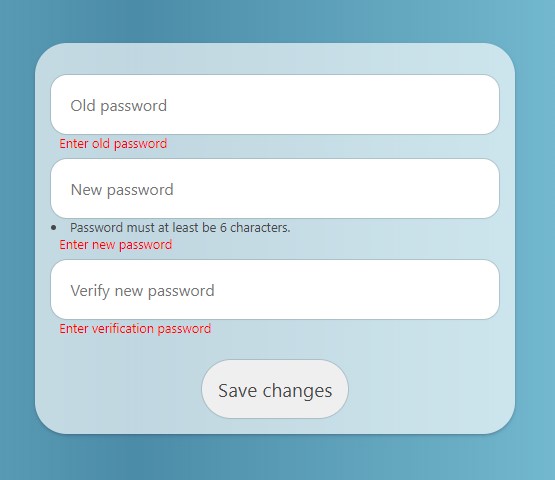 Old password
Enter old password
New password
• Password must at least be 6 characters.
Enter new password
Verify new password
Enter verification password
Save changes